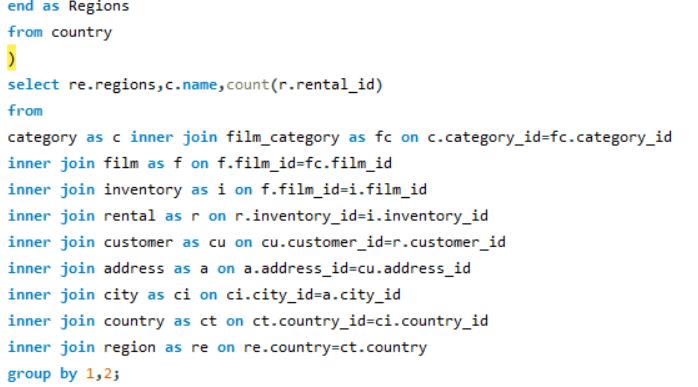 end as Regions
from country
)
select re.regions,c.name,count(r.rental_id)
from
category as c inner join film_category as fc on c.category_id=fc.category_id
inner join film as f on f.film_id=fc.film_id
inner join inventory as i on f.film_id=i.film_id
inner join rental as r on r.inventory_id=i.inventory_id
inner join customer as cu on cu.customer_id=r.customer_id
inner join address as a on a.address_id=cu.address_id
inner join city as ci on ci.city_id=a.city_id
inner join country as ct on ct.country_id=ci.country_id
inner join region as re on re.country=ct.country
group by 1,2;